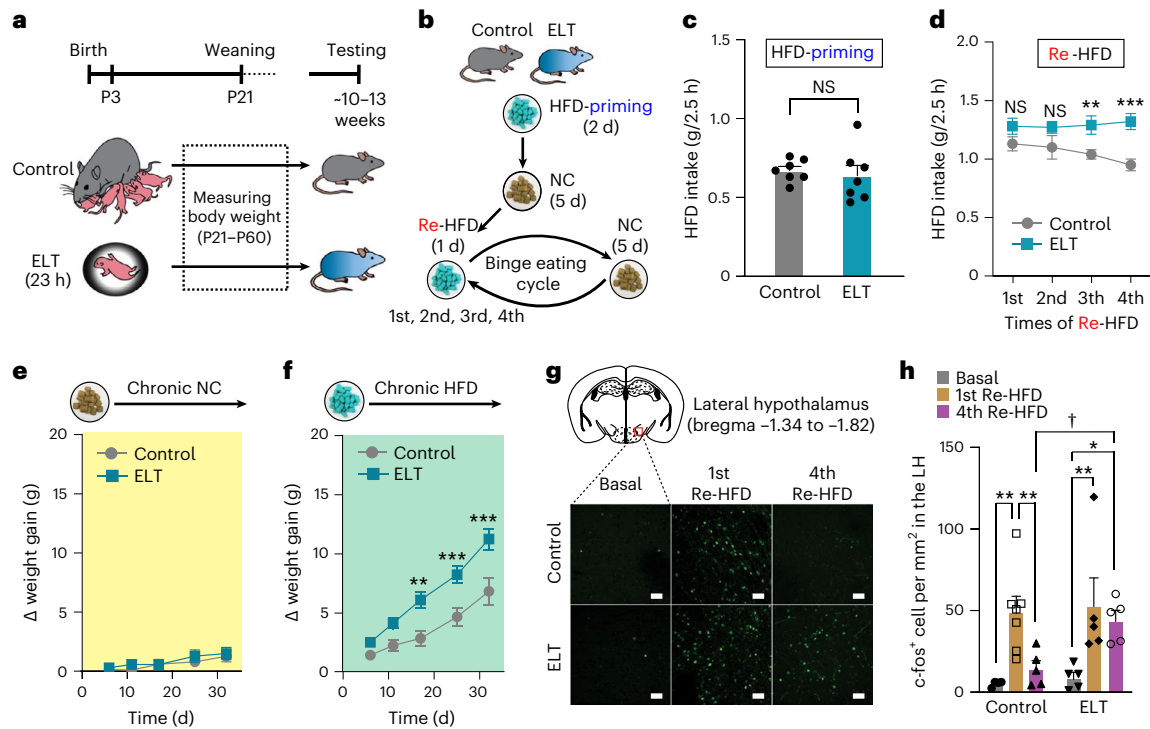 a
Birth
Weaning
Testing
P3
P21
~10–13
weeks
Control
Measuring
body weight
(P21–P60)
ELT
(23 h)
b
Control
ELT
HFD-priming
(2 d)
NC
(5 d)
Re-HFD
(1 d)
NC
(5 d)
Binge eating
cycle
1st, 2nd, 3rd, 4th
c
HFD-priming
NS
HFD intake (g/2.5 h)
1.5
1.0
0.5
0
Control
ELT
d
Re-HFD
HFD intake (g/2.5 h)
2.0
1.5
1.0
0.5
0
NS
NS
**
***
Control
ELT
1st
2nd
3th
4th
Times of Re-HFD
e
Chronic NC
Δ weight gain (g)
20
15
10
5
0
Control
ELT
0
10
20
30
Time (d)
f
Chronic HFD
Δ weight gain (g)
20
15
10
5
0
Control
ELT
**
***
***
0
10
20
30
Time (d)
g
Lateral hypothalamus
(bregma –1.34 to –1.82)
Basal
1st
Re-HFD
4th
Re-HFD
Control
ELT
h
Basal
1st Re-HFD
4th Re-HFD
c-fos⁺ cell per mm² in the LH
150
100
50
0
**
**
†
*
**
Control
ELT